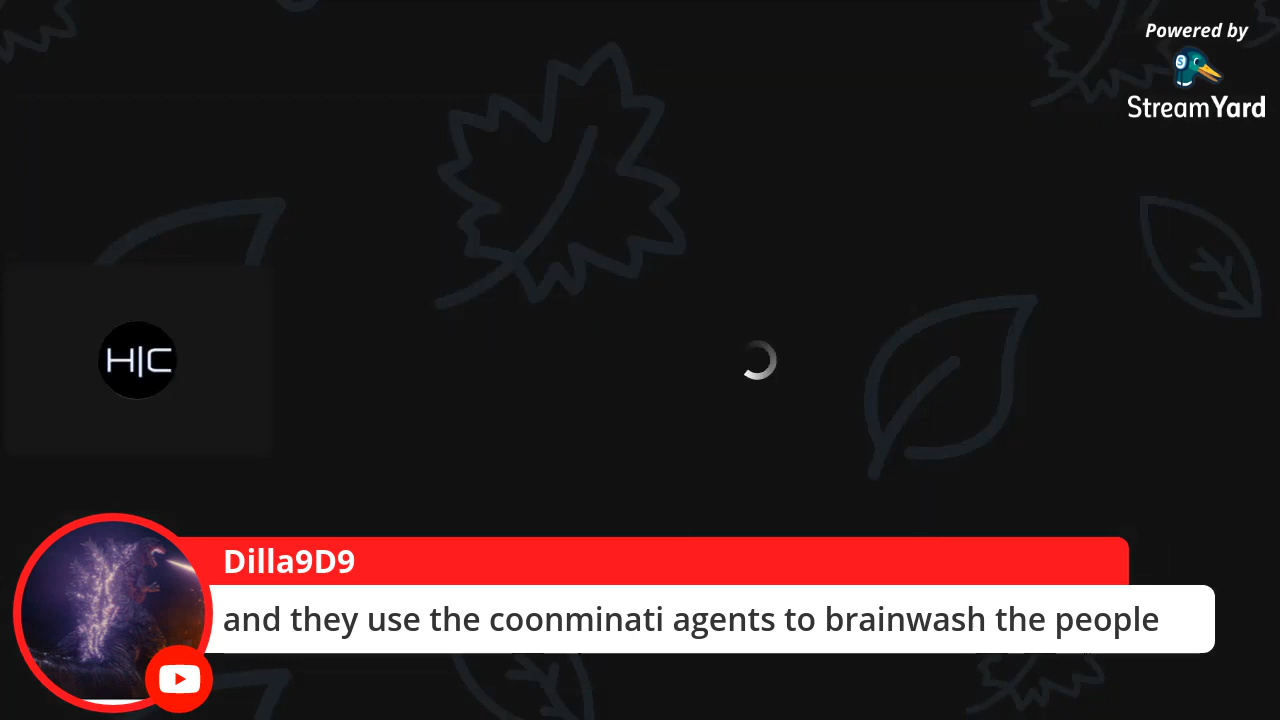 Powered by
StreamYard
H|C
Dilla9D9
and they use the coonminati agents to brainwash the people